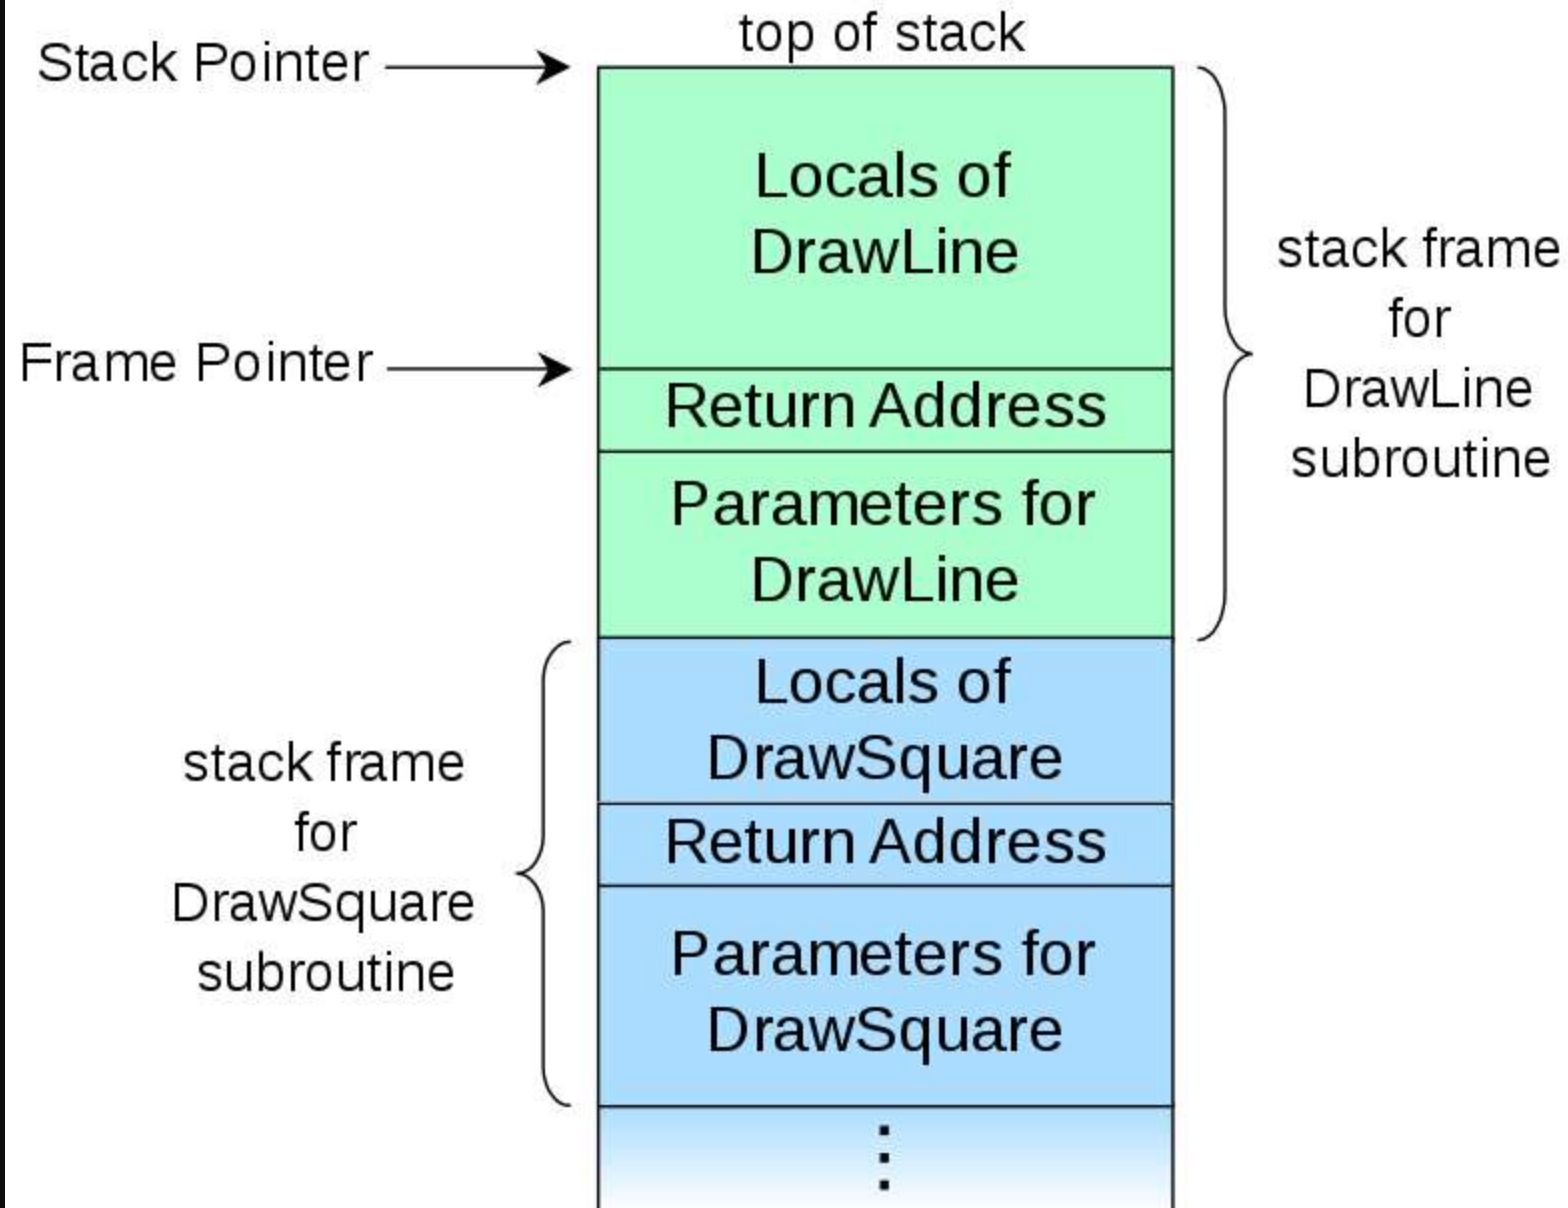 top of stack
Stack Pointer
Locals of
DrawLine
stack frame
for
DrawLine
subroutine
Frame Pointer
Return Address
Parameters for
DrawLine
Locals of
DrawSquare
stack frame
for
DrawSquare
subroutine
Return Address
Parameters for
DrawSquare
⋮